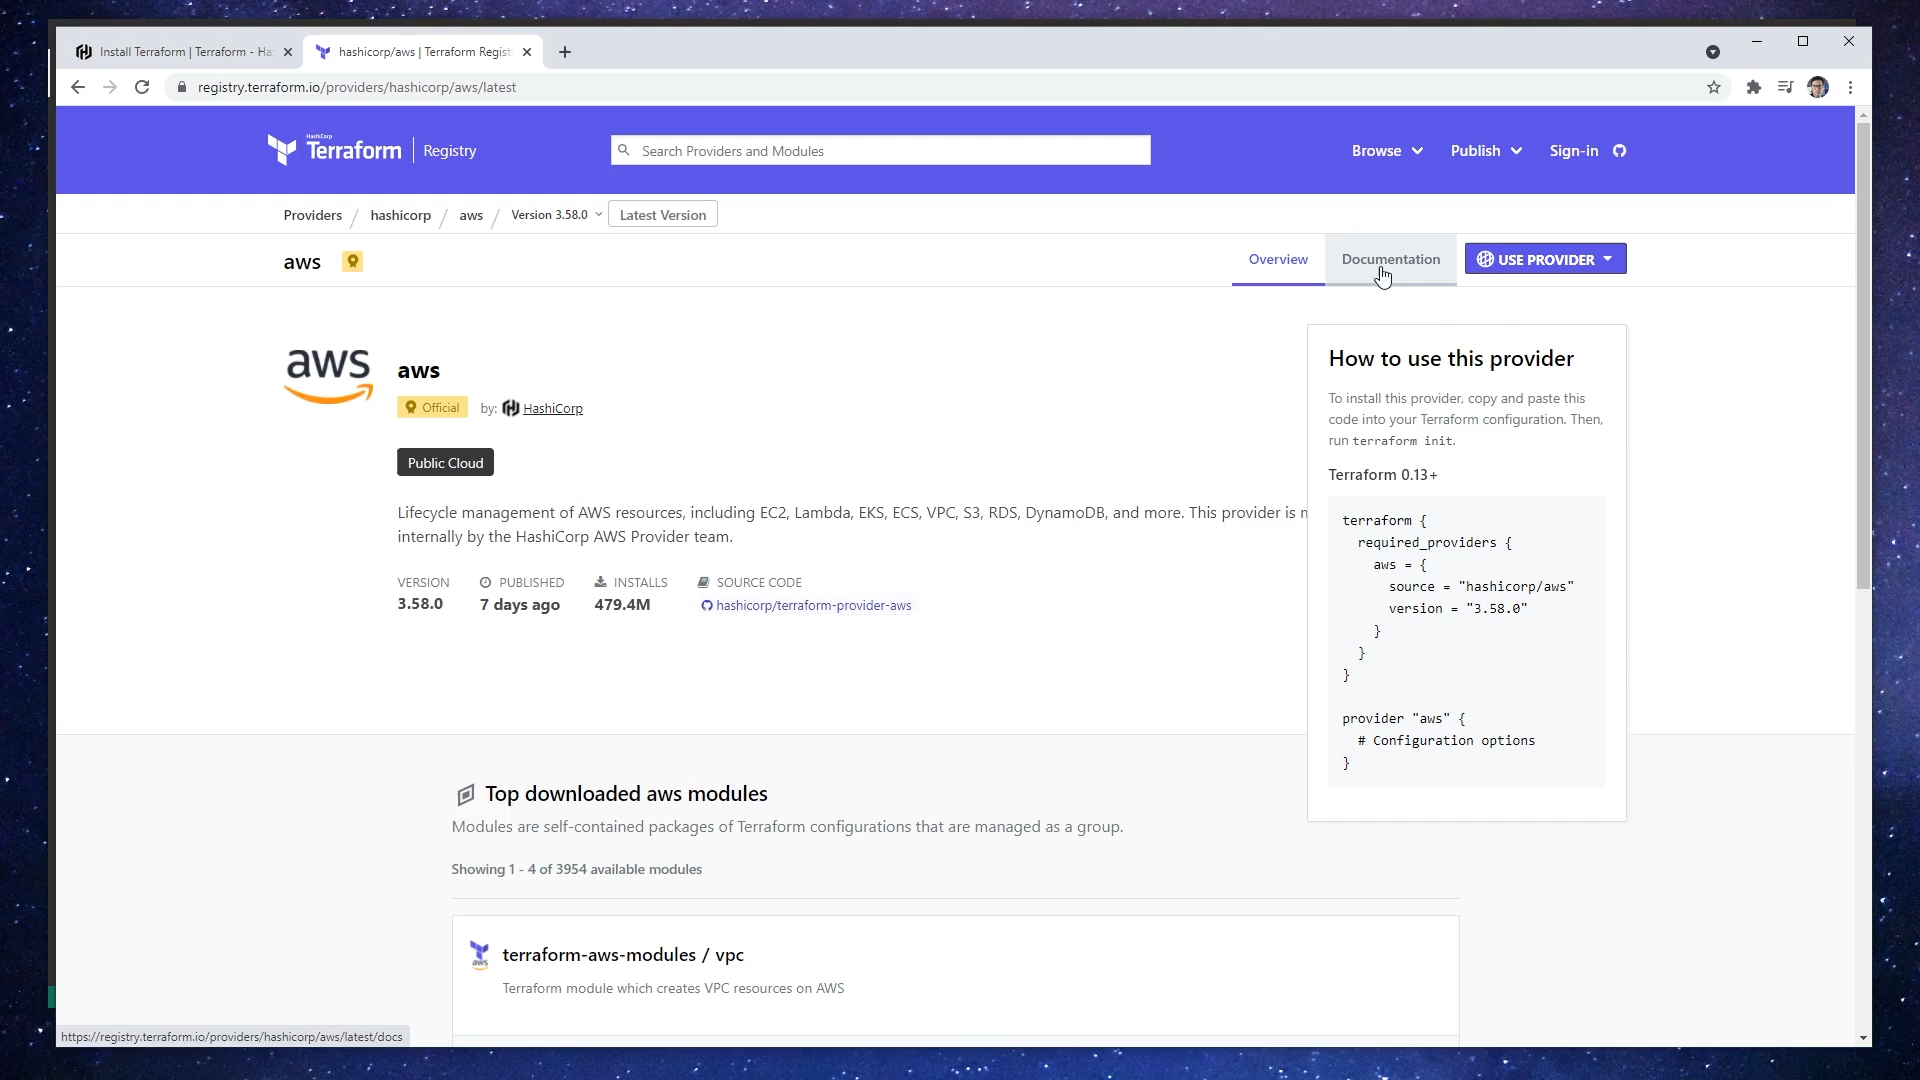 Install Terraform | Terraform - Ha
hashicorp/aws | Terraform Regist
registry.terraform.io/providers/hashicorp/aws/latest
HashiCorp
Terraform
Registry
Search Providers and Modules
Browse
Publish
Sign-in
Providers / hashicorp / aws / Version 3.58.0
Latest Version
aws
Overview
Documentation
USE PROVIDER
aws
aws
Official by: HashiCorp
Public Cloud
Lifecycle management of AWS resources, including EC2, Lambda, EKS, ECS, VPC, S3, RDS, DynamoDB, and more. This provider is
internally by the HashiCorp AWS Provider team.
VERSION PUBLISHED INSTALLS SOURCE CODE
3.58.0 7 days ago 479.4M hashicorp/terraform-provider-aws
How to use this provider
To install this provider, copy and paste this
code into your Terraform configuration. Then,
run terraform init.
Terraform 0.13+
terraform {
required_providers {
aws = {
source = "hashicorp/aws"
version = "3.58.0"
}
}
}
provider "aws" {
# Configuration options
}
Top downloaded aws modules
Modules are self-contained packages of Terraform configurations that are managed as a group.
Showing 1 - 4 of 3954 available modules
aws
terraform-aws-modules / vpc
Terraform module which creates VPC resources on AWS
https://registry.terraform.io/providers/hashicorp/aws/latest/docs